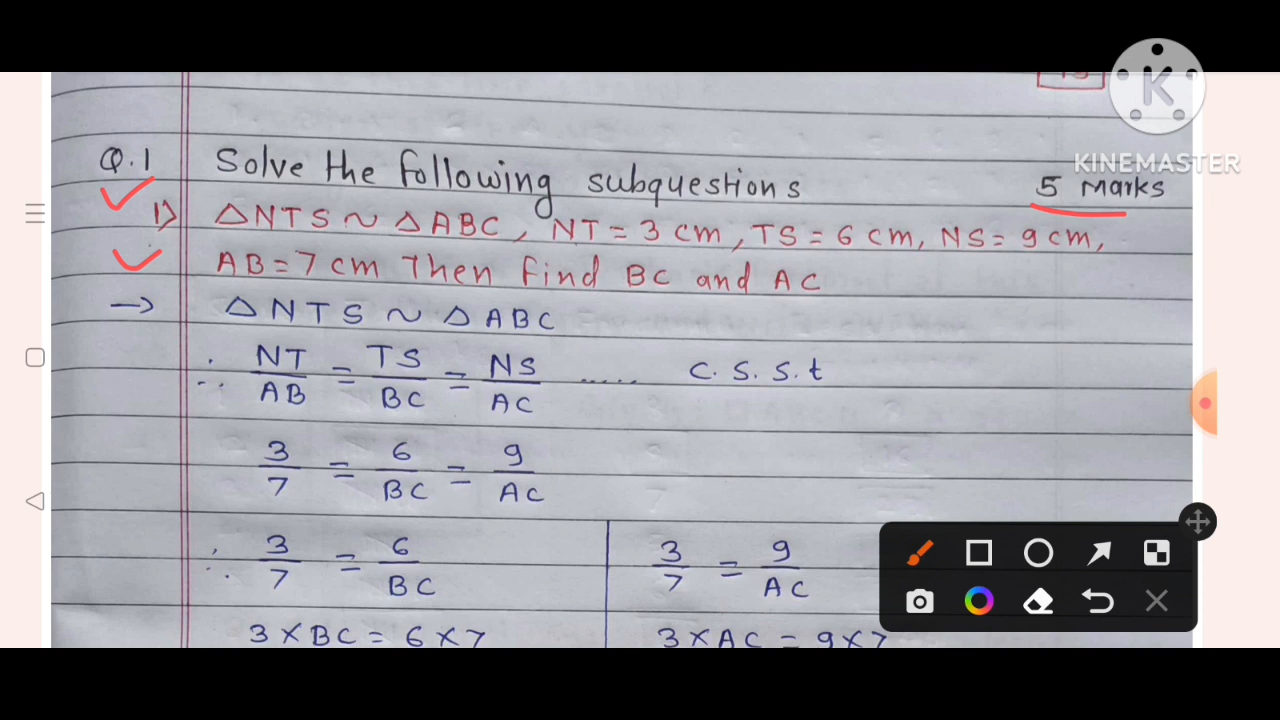 KINEMASTER
Q.1 Solve the following subquestions 5 Marks
1) △NTS ~ △ABC, NT = 3 cm, TS = 6 cm, NS = 9 cm,
AB = 7 cm Then find BC and AC
→ △NTS ~ △ABC
∴ NT/AB = TS/BC = NS/AC ...... C.S.S.t
3/7 = 6/BC = 9/AC
∴ 3/7 = 6/BC 3/7 = 9/AC
3 × BC = 6 × 7 3 × AC = 9 × 7